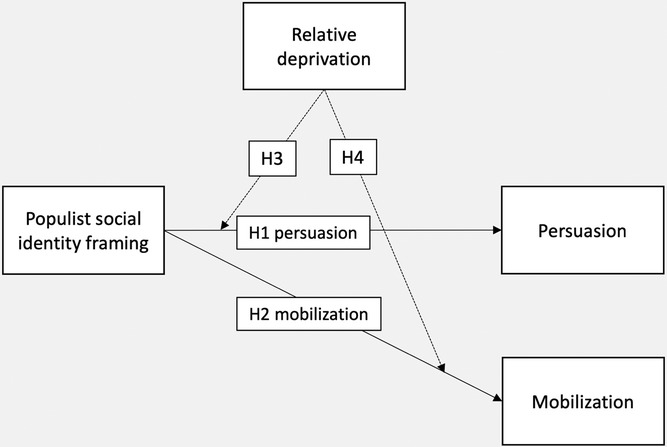 Relative
deprivation
H3
H4
Populist social
identity framing
H1 persuasion
Persuasion
H2 mobilization
Mobilization